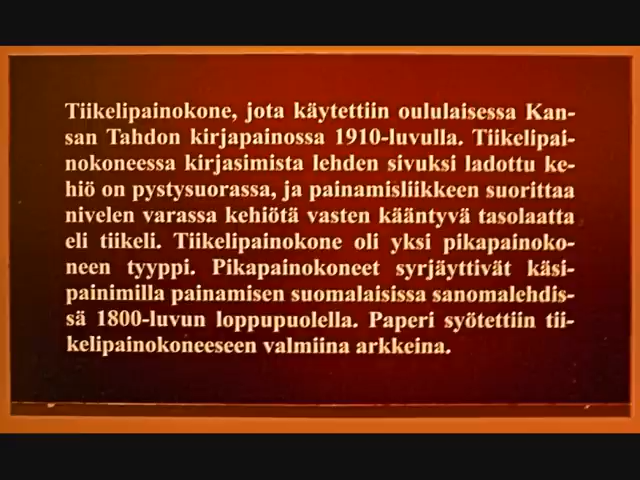 Tiikelipainokone, jota käytettiin oululaisessa Kan-
san Tahdon kirjapainossa 1910-luvulla. Tiikelipai-
nokoneessa kirjasimista lehden sivuksi ladottu ke-
hiö on pystysuorassa, ja painamisliikkeen suorittaa
nivelen varassa kehiötä vasten kääntyvä tasolaatta
eli tiikeli. Tiikelipainokone oli yksi pikapainoko-
neen tyyppi. Pikapainokoneet syrjäyttivät käsi-
painimilla painamisen suomalaisissa sanomalehdis-
sä 1800-luvun loppupuolella. Paperi syötettiin tii-
kelipainokoneeseen valmiina arkkeina.